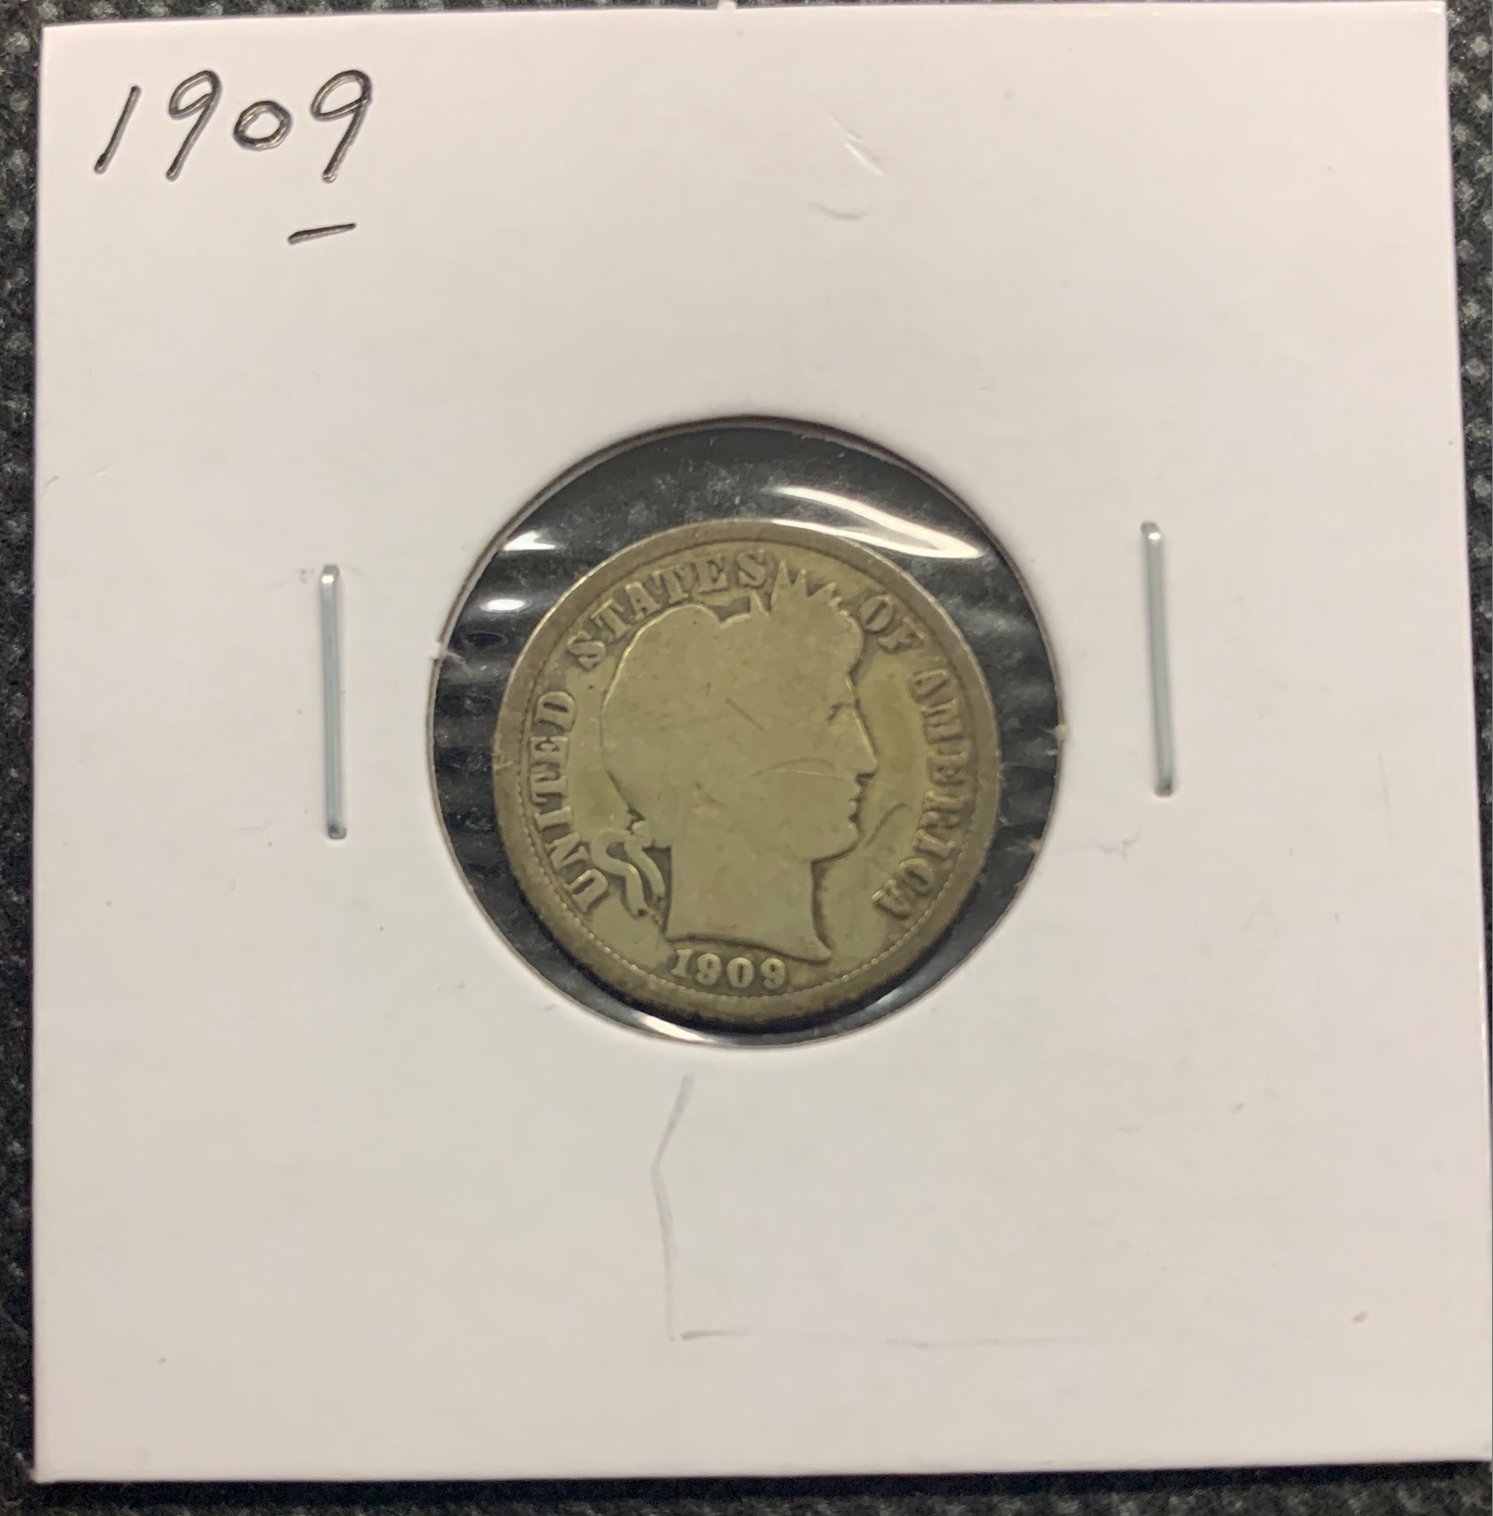 1909
—
UNITED STATES OF AMERICA
1909